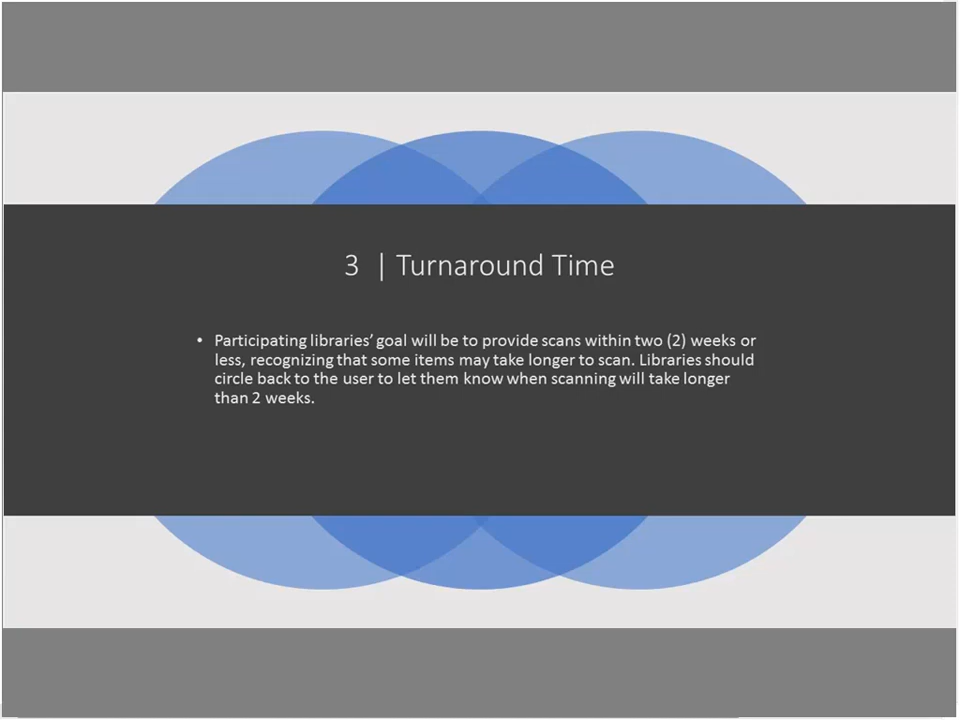 3 | Turnaround Time
• Participating libraries’ goal will be to provide scans within two (2) weeks or
less, recognizing that some items may take longer to scan. Libraries should
circle back to the user to let them know when scanning will take longer
than 2 weeks.